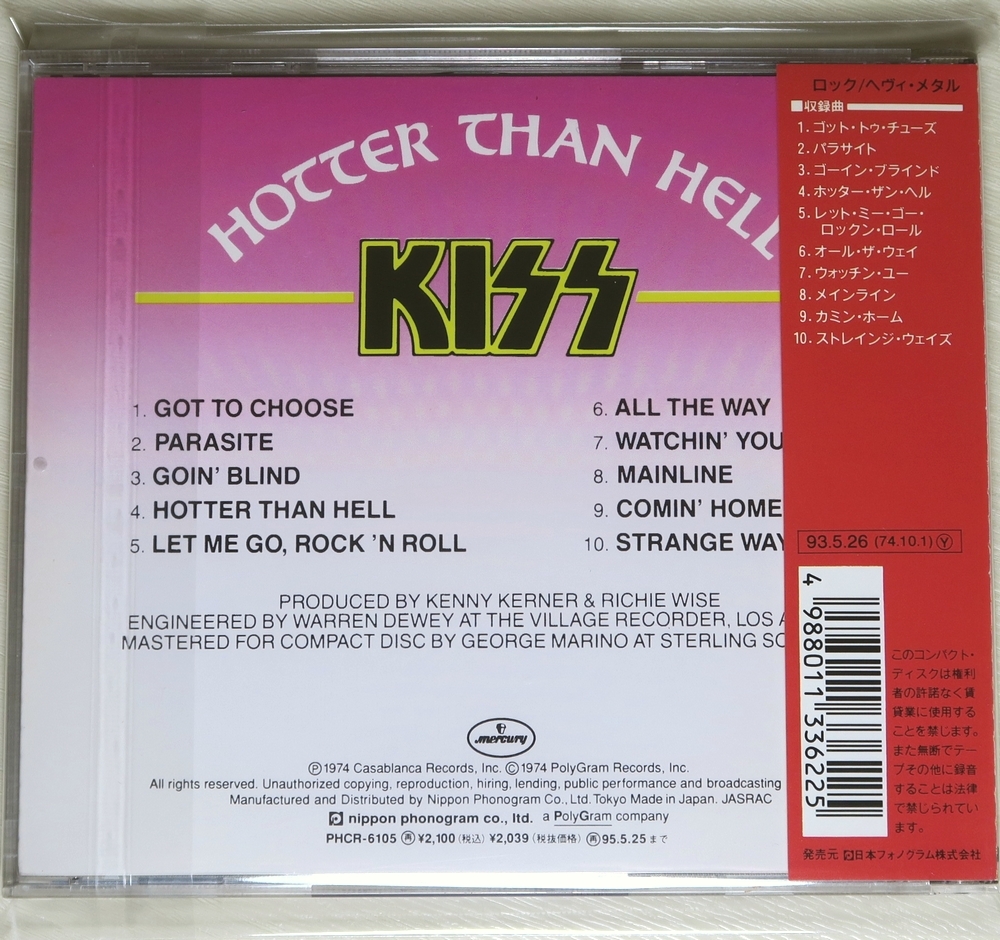 HOTTER THAN HELL
KISS
1. GOT TO CHOOSE
2. PARASITE
3. GOIN' BLIND
4. HOTTER THAN HELL
5. LET ME GO, ROCK 'N ROLL
6. ALL THE WAY
7. WATCHIN' YOU
8. MAINLINE
9. COMIN' HOME
10. STRANGE WAY
PRODUCED BY KENNY KERNER & RICHIE WISE
ENGINEERED BY WARREN DEWEY AT THE VILLAGE RECORDER, LOS A
MASTERED FOR COMPACT DISC BY GEORGE MARINO AT STERLING SO
mercury
Ⓟ1974 Casablanca Records, Inc. ©1974 PolyGram Records, Inc.
All rights reserved. Unauthorized copying, reproduction, hiring, lending, public performance and broadcasting
Manufactured and Distributed by Nippon Phonogram Co., Ltd. Tokyo Made in Japan. JASRAC
nippon phonogram co., ltd. a PolyGram company
PHCR-6105 ㊢¥2,100(税込) ¥2,039(税抜価格) ㊢95.5.25まで
ロック/ヘヴィ・メタル
■収録曲
1. ゴット・トゥ・チューズ
2. パラサイト
3. ゴーイン・ブラインド
4. ホッター・ザン・ヘル
5. レット・ミー・ゴー・
ロックン・ロール
6. オール・ザ・ウェイ
7. ウォッチン・ユー
8. メインライン
9. カミン・ホーム
10. ストレインジ・ウェイズ
93.5.26 (74.10.1) Ⓨ
4 988011 336225
このコンパクト・
ディスクは権利
者の許諾なく賃
貸業に使用する
ことを禁じます。
また無断でテー
プその他に録音
することは法律
で禁じられてい
ます。
発売元 日本フォノグラム株式会社